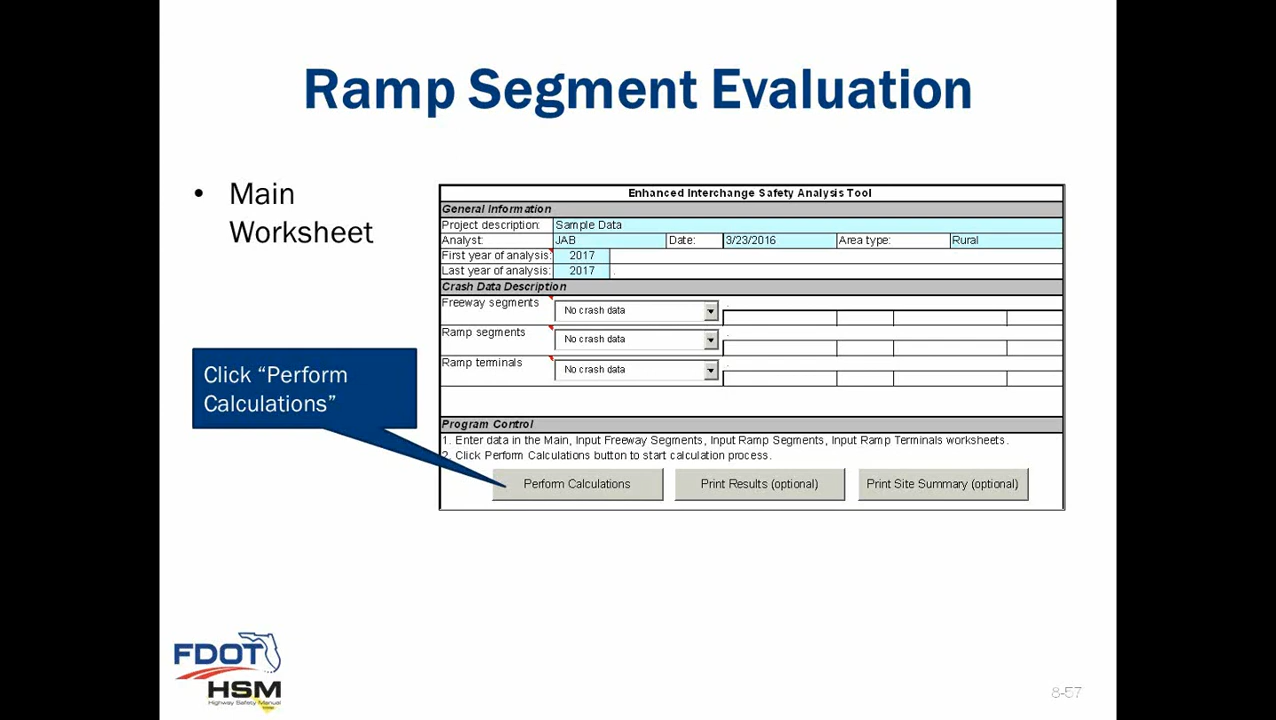 Ramp Segment Evaluation
• Main
Worksheet
Click “Perform
Calculations”
Enhanced Interchange Safety Analysis Tool
General Information
Project description: Sample Data
Analyst: JAB Date: 3/23/2016 Area type: Rural
First year of analysis: 2017
Last year of analysis: 2017
Crash Data Description
Freeway segments No crash data
Ramp segments No crash data
Ramp terminals No crash data
Program Control
1. Enter data in the Main, Input Freeway Segments, Input Ramp Segments, Input Ramp Terminals worksheets.
2. Click Perform Calculations button to start calculation process.
Perform Calculations Print Results (optional) Print Site Summary (optional)
FDOT
HSM
Highway Safety Manual
8-57